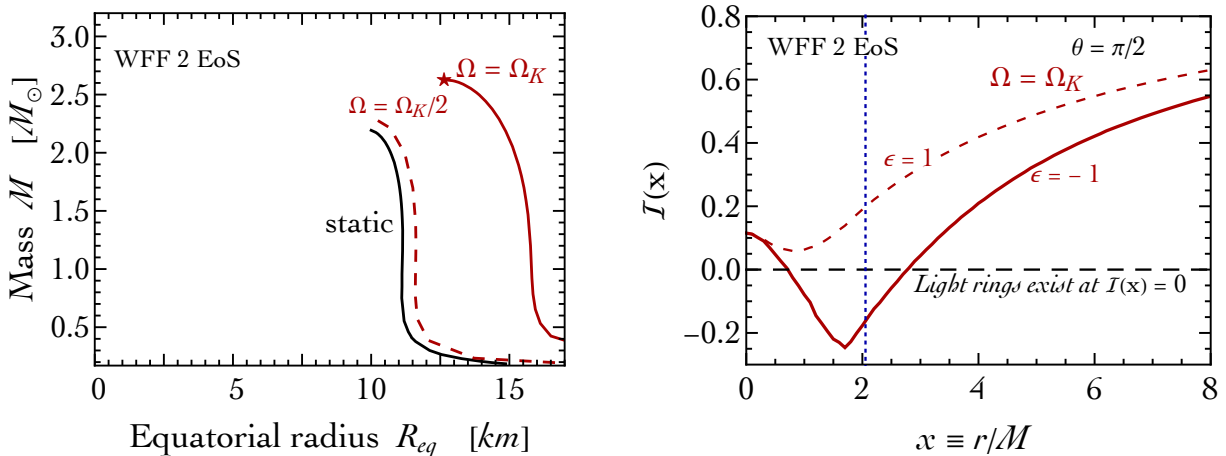 WFF 2 EoS
Ω = Ω_K
Ω = Ω_K/2
static
Mass M [M_⊙]
3.0
2.5
2.0
1.5
1.0
0.5
0
10
15
Equatorial radius R_eq [km]
WFF 2 EoS
θ = π/2
Ω = Ω_K
ϵ = 1
ϵ = − 1
Light rings exist at I(x) = 0
I(x)
0.8
0.6
0.4
0.2
0.0
−0.2
0
2
4
6
8
x ≡ r/M